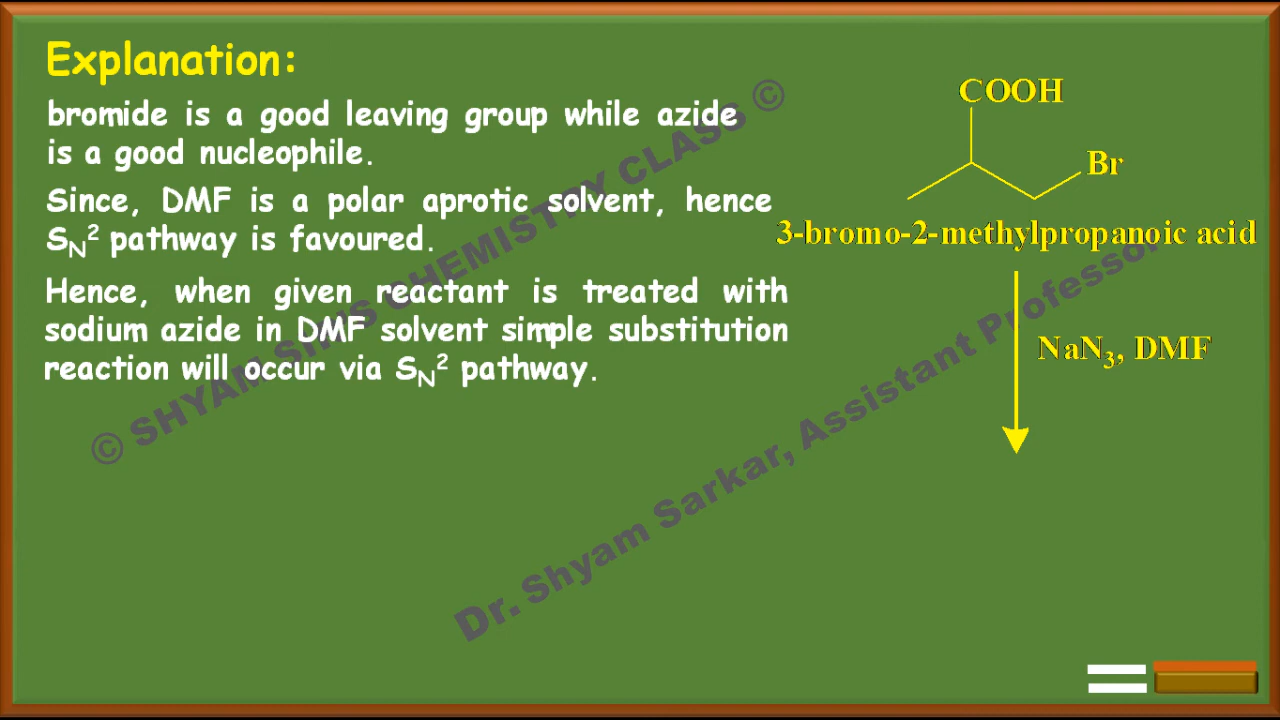 Explanation:
bromide is a good leaving group while azide
is a good nucleophile.
Since, DMF is a polar aprotic solvent, hence
S_N² pathway is favoured.
Hence, when given reactant is treated with
sodium azide in DMF solvent simple substitution
reaction will occur via S_N² pathway.
COOH
Br
3-bromo-2-methylpropanoic acid
NaN₃, DMF
© SHYAM SIR'S CHEMISTRY CLASS ©
Dr. Shyam Sarkar, Assistant Professor